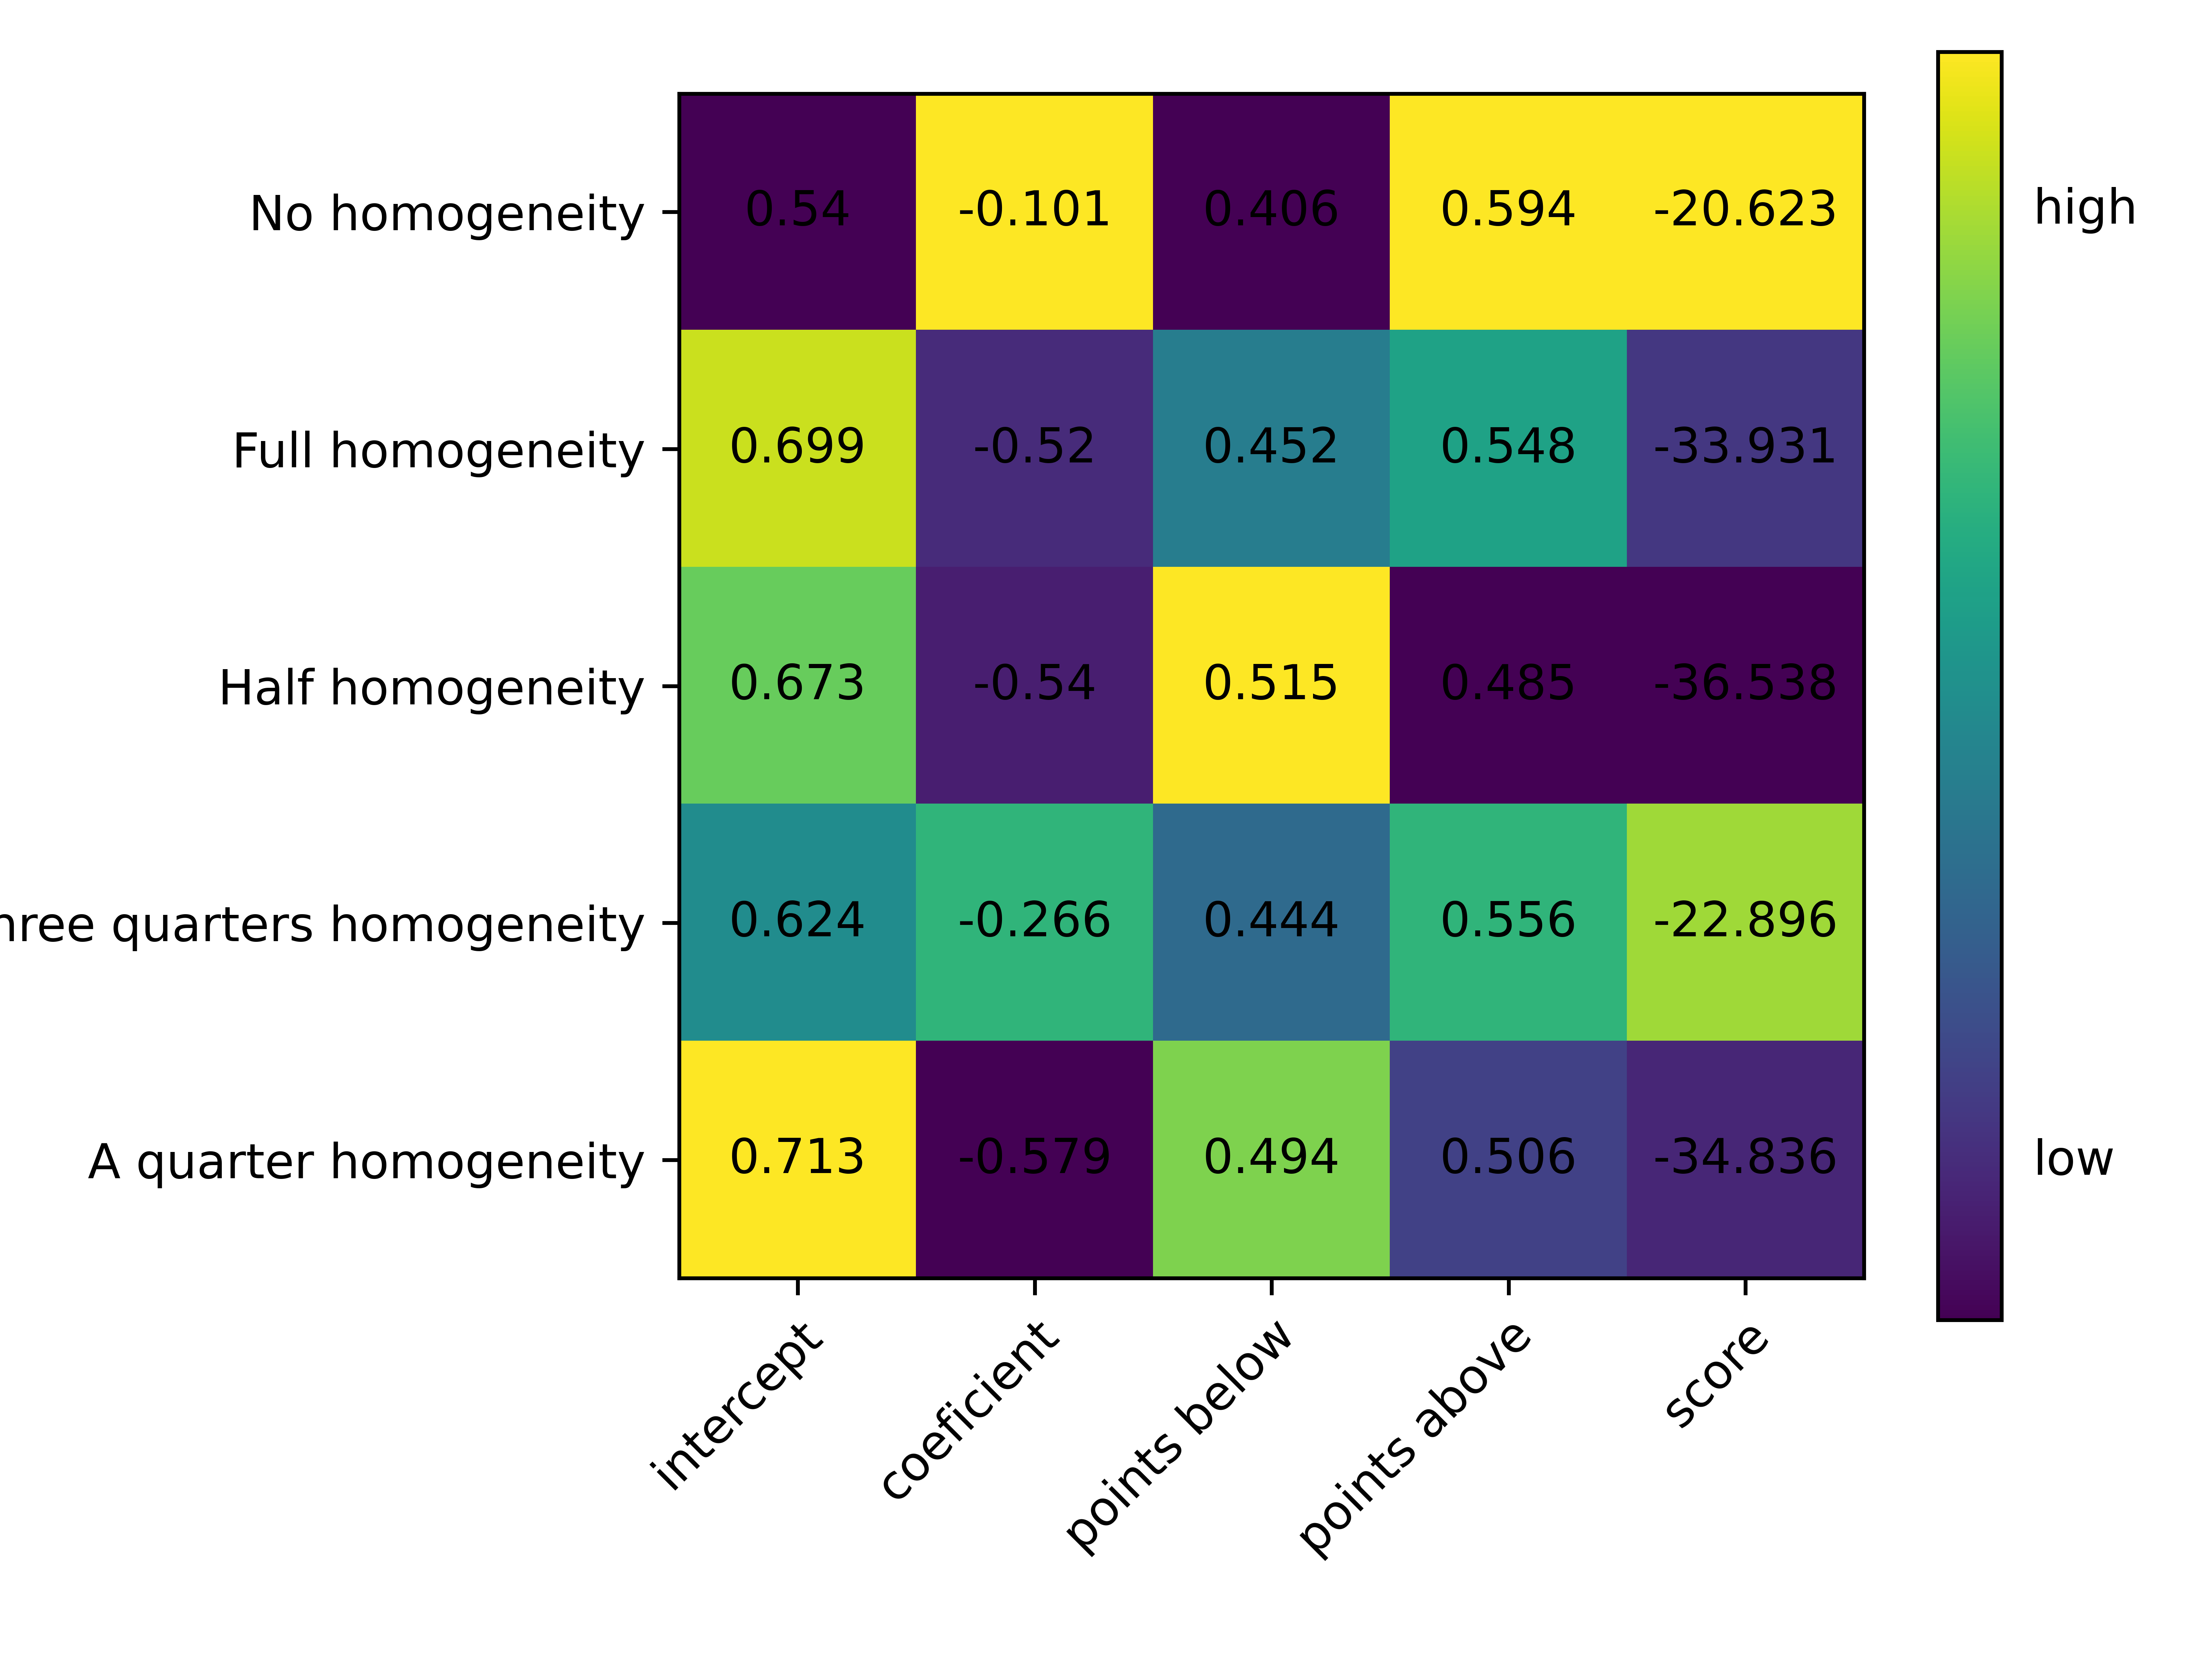 No homogeneity 0.54 -0.101 0.406 0.594 -20.623 high
Full homogeneity 0.699 -0.52 0.452 0.548 -33.931
Half homogeneity 0.673 -0.54 0.515 0.485 -36.538
hree quarters homogeneity 0.624 -0.266 0.444 0.556 -22.896
A quarter homogeneity 0.713 -0.579 0.494 0.506 -34.836 low
intercept coeficient points below points above score